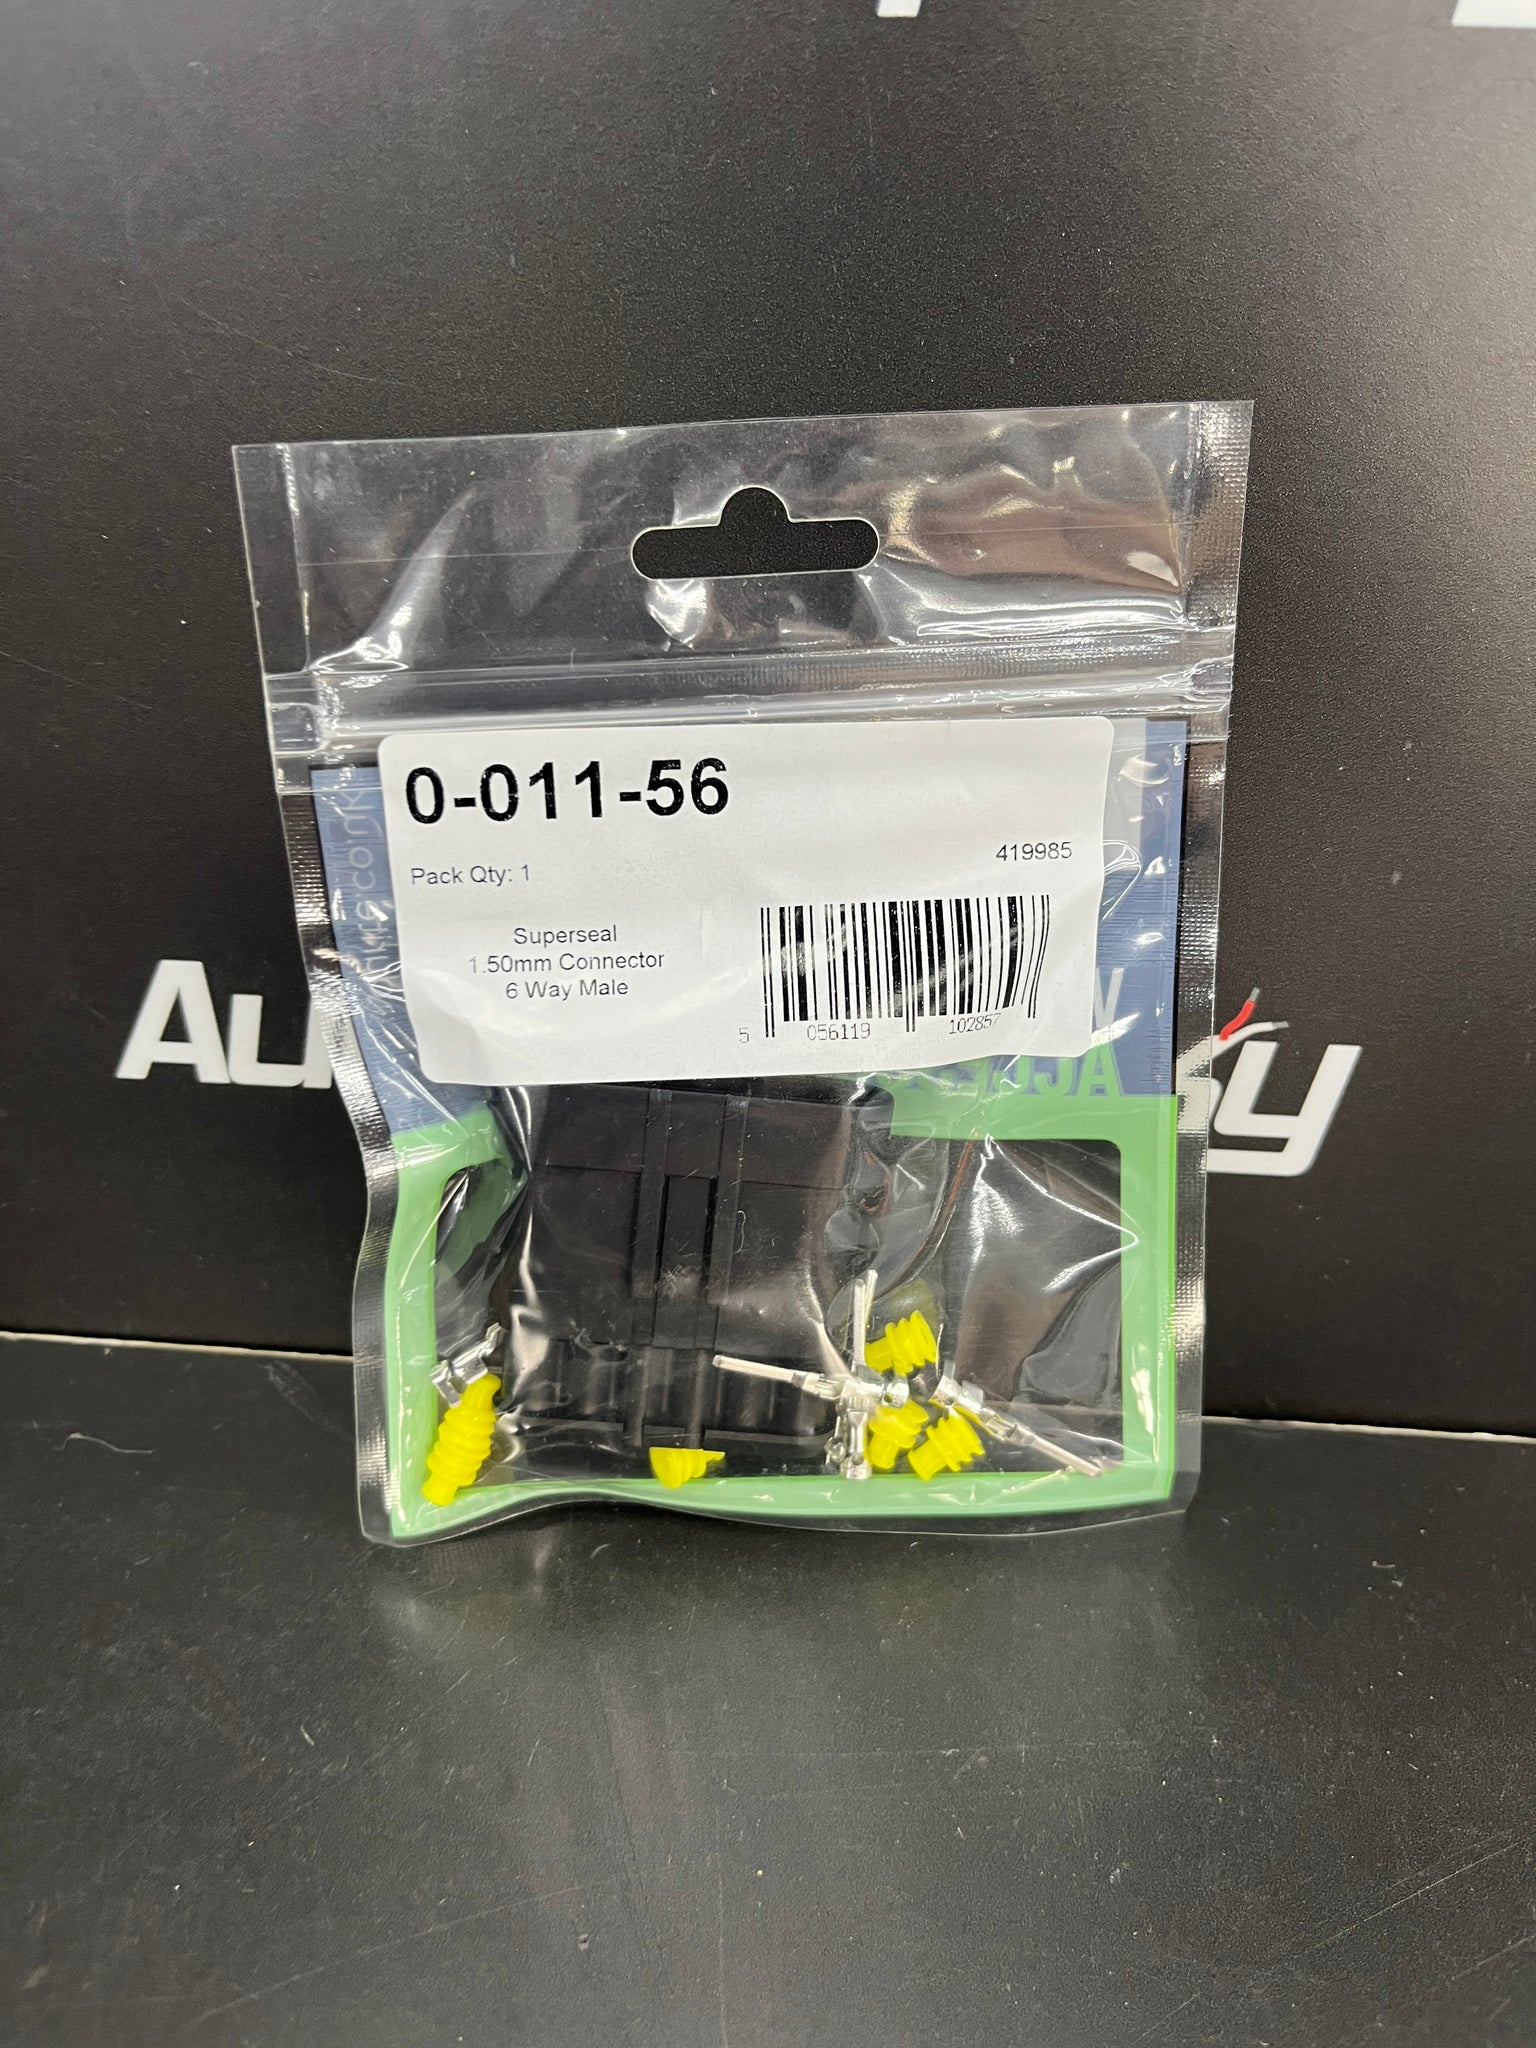 0-011-56
419985
Pack Qty: 1
Superseal
1.50mm Connector
6 Way Male
5 056119 102857